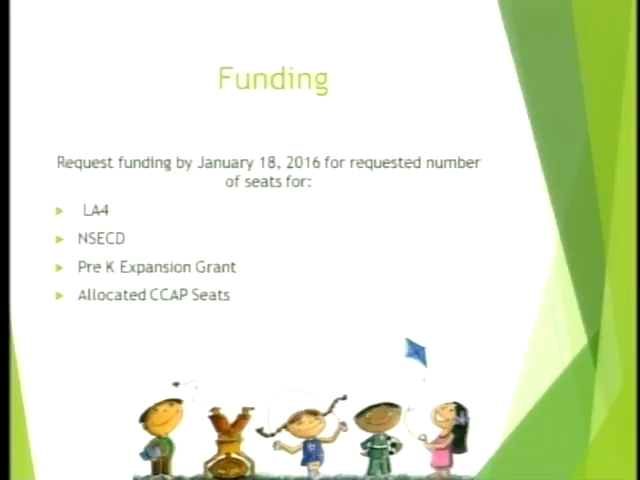 Funding
Request funding by January 18, 2016 for requested number
of seats for:
LA4
NSECD
Pre K Expansion Grant
Allocated CCAP Seats